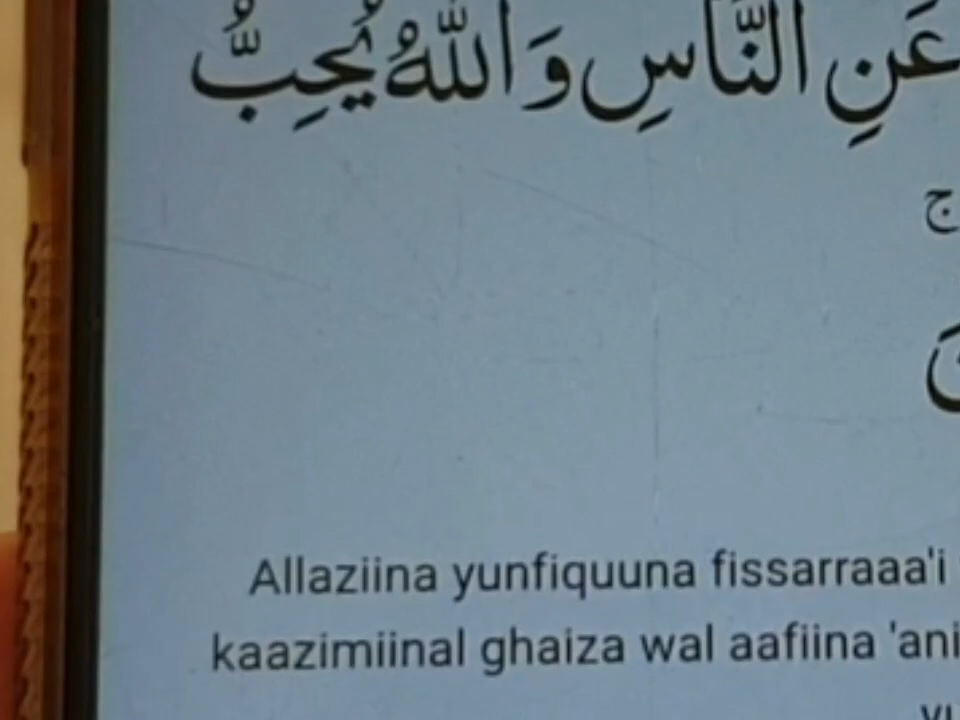 عَنِ النَّاسِ وَاللّٰهُ يُحِبُّ
ج
Allaziina yunfiquuna fissarraaa'i
kaazimiinal ghaiza wal aafiina 'ani